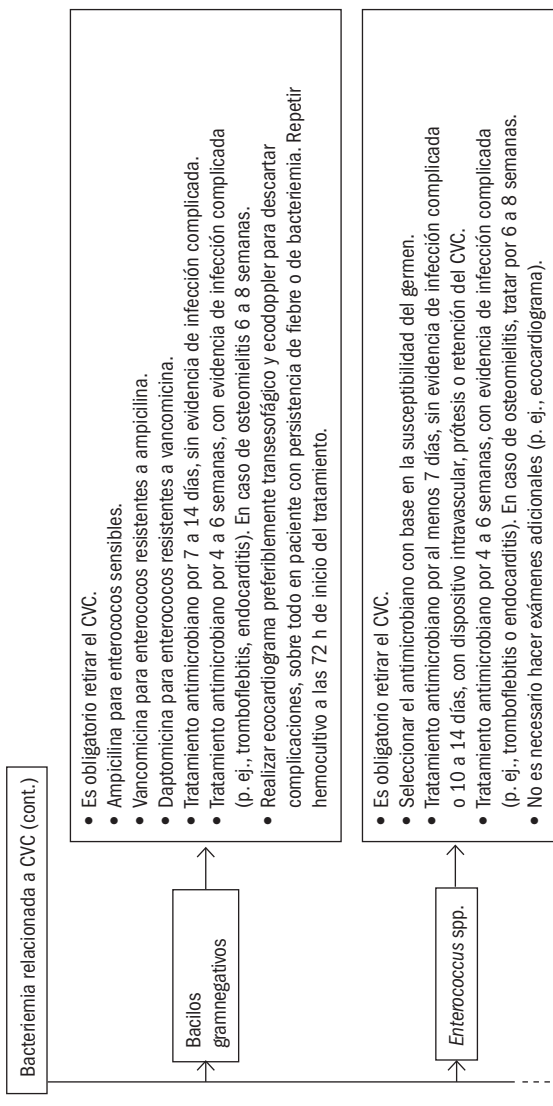 Bacteriemia relacionada a CVC (cont.)
Bacilos
gramnegativos
• Es obligatorio retirar el CVC.
• Ampicilina para enterococos sensibles.
• Vancomicina para enterococos resistentes a ampicilina.
• Daptomicina para enterococos resistentes a vancomicina.
• Tratamiento antimicrobiano por 7 a 14 días, sin evidencia de infección complicada.
• Tratamiento antimicrobiano por 4 a 6 semanas, con evidencia de infección complicada
(p. ej., tromboflebitis, endocarditis). En caso de osteomielitis 6 a 8 semanas.
• Realizar ecocardiograma preferiblemente transesofágico y ecodoppler para descartar
complicaciones, sobre todo en paciente con persistencia de fiebre o de bacteriemia. Repetir
hemocultivo a las 72 h de inicio del tratamiento.
Enterococcus spp.
• Es obligatorio retirar el CVC.
• Seleccionar el antimicrobiano con base en la susceptibilidad del germen.
• Tratamiento antimicrobiano por al menos 7 días, sin evidencia de infección complicada
o 10 a 14 días, con dispositivo intravascular, prótesis o retención del CVC.
• Tratamiento antimicrobiano por 4 a 6 semanas, con evidencia de infección complicada
(p. ej., tromboflebitis o endocarditis). En caso de osteomielitis, tratar por 6 a 8 semanas.
• No es necesario hacer exámenes adicionales (p. ej., ecocardiograma).